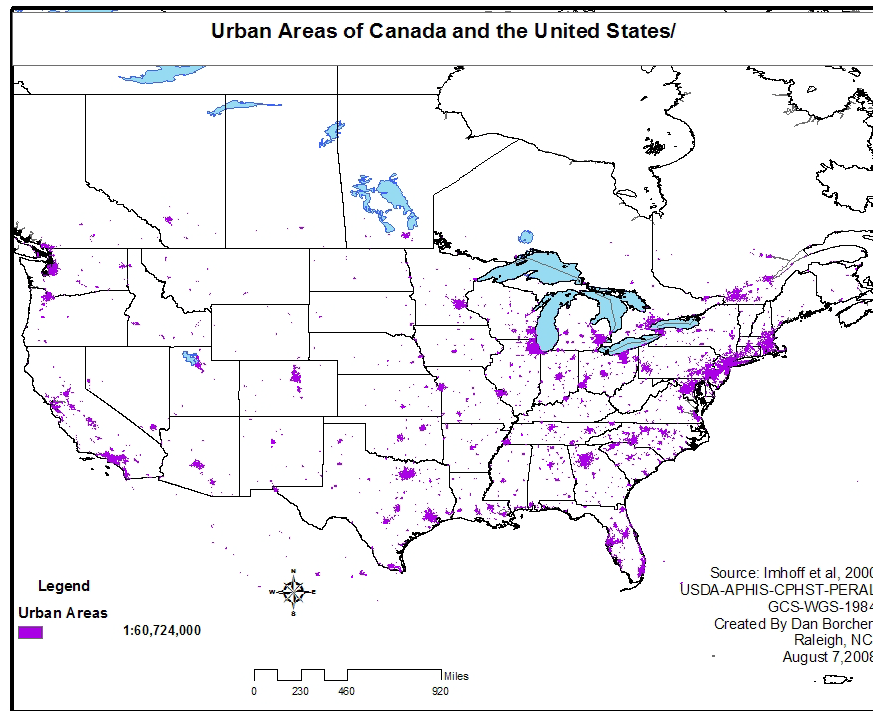 Urban Areas of Canada and the United States/
N
W E
S
Legend
Urban Areas
1:60,724,000
Miles
0 230 460 920
Source: Imhoff et al, 2000
USDA-APHIS-CPHST-PERAL
GCS-WGS-1984
Created By Dan Borcher
Raleigh, NC
August 7,2008